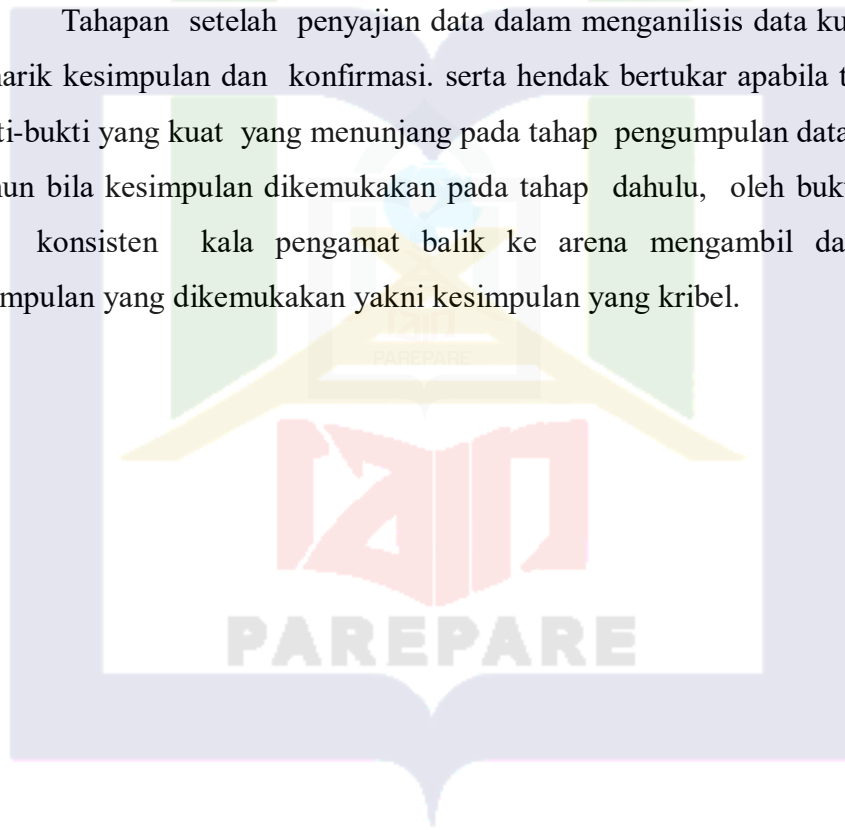 Tahapan setelah penyajian data dalam menganilisis data ku
arik kesimpulan dan konfirmasi. serta hendak bertukar apabila t
ti-bukti yang kuat yang menunjang pada tahap pengumpulan data
un bila kesimpulan dikemukakan pada tahap dahulu, oleh bukt
konsisten kala pengamat balik ke arena mengambil da
mpulan yang dikemukakan yakni kesimpulan yang kribel.
PAREPARE
iain
PAREPARE